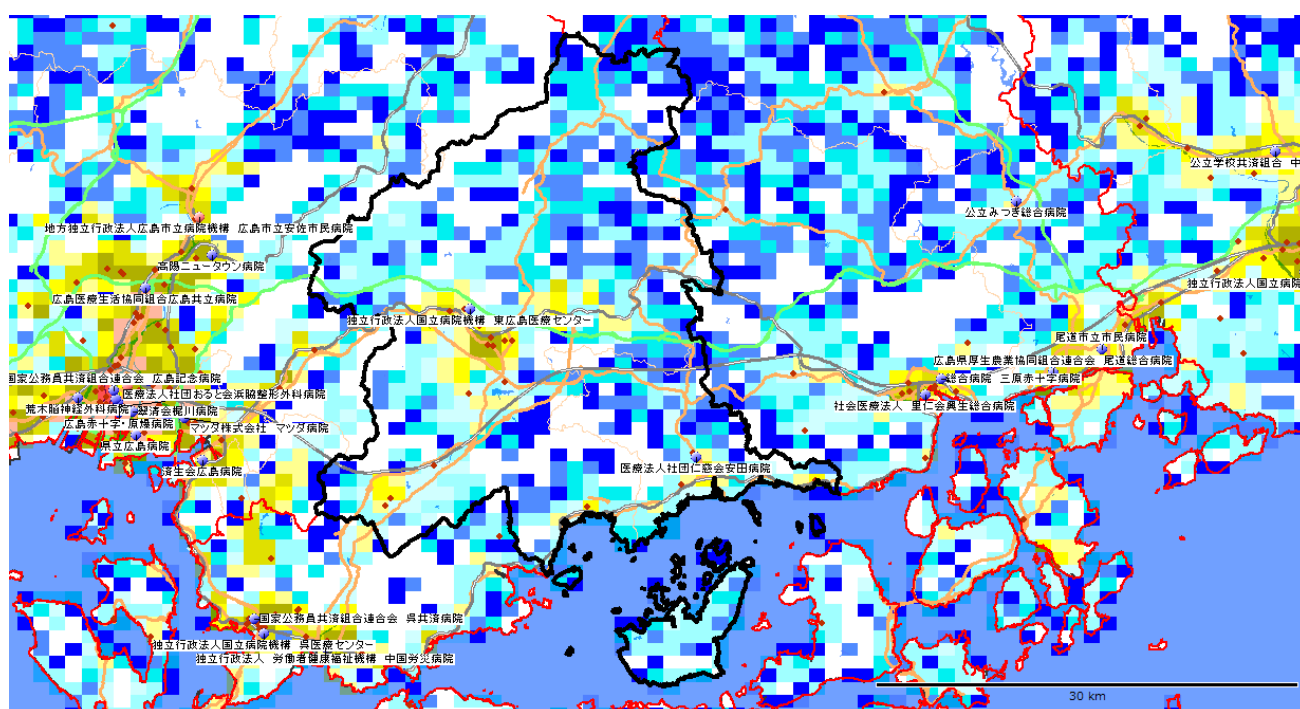 公立学校共済組合 中
公立みつぎ総合病院
地方独立行政法人広島市立病院機構 広島市立安佐市民病院
高陽ニュータウン病院
独立行政法人国立病院
広島医療生活協同組合広島共立病院
独立行政法人国立病院機構 東広島医療センター
尾道市立市民病院
広島県厚生農業協同組合連合会 尾道総合病院
国家公務員共済組合連合会 広島記念病院
総合病院 三原赤十字病院
医療法人社団おると会浜脇整形外科病院
社会医療法人 里仁会興生総合病院
荒木脳神経外科病院
翠清会梶川病院
広島赤十字・原爆病院
マツダ株式会社 マツダ病院
県立広島病院
済生会広島病院
医療法人社団仁慈会安田病院
国家公務員共済組合連合会 呉共済病院
独立行政法人国立病院機構 呉医療センター
独立行政法人 労働者健康福祉機構 中国労災病院
30 km